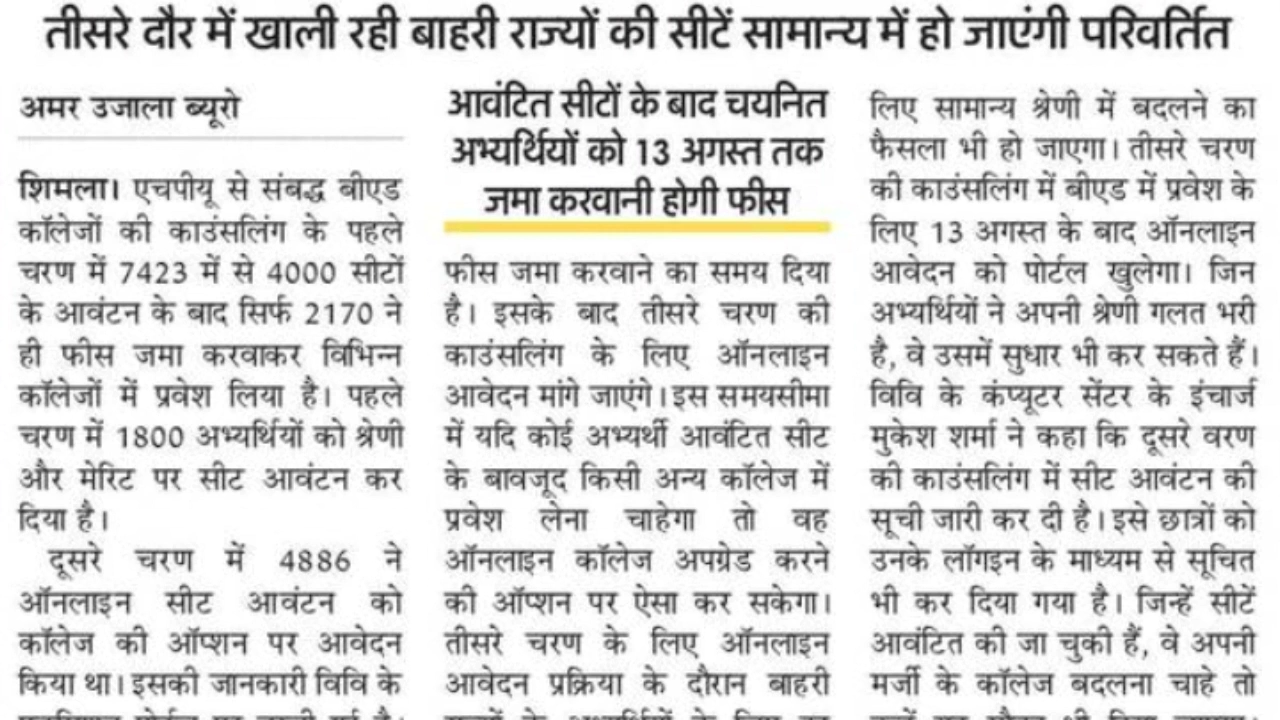 तीसरे दौर में खाली रही बाहरी राज्यों की सीटें सामान्य में हो जाएंगी परिवर्तित
अमर उजाला ब्यूरो
शिमला। एचपीयू से संबद्ध बीएड
कॉलेजों की काउंसलिंग के पहले
चरण में 7423 में से 4000 सीटों
के आवंटन के बाद सिर्फ 2170 ने
ही फीस जमा करवाकर विभिन्न
कॉलेजों में प्रवेश लिया है। पहले
चरण में 1800 अभ्यर्थियों को श्रेणी
और मेरिट पर सीट आवंटन कर
दिया है।
दूसरे चरण में 4886 ने
ऑनलाइन सीट आवंटन को
कॉलेज की ऑप्शन पर आवेदन
किया था। इसकी जानकारी विवि के
आवंटित सीटों के बाद चयनित
अभ्यर्थियों को 13 अगस्त तक
जमा करवानी होगी फीस
फीस जमा करवाने का समय दिया
है। इसके बाद तीसरे चरण की
काउंसलिंग के लिए ऑनलाइन
आवेदन मांगे जाएंगे। इस समयसीमा
में यदि कोई अभ्यर्थी आवंटित सीट
के बावजूद किसी अन्य कॉलेज में
प्रवेश लेना चाहेगा तो वह
ऑनलाइन कॉलेज अपग्रेड करने
की ऑप्शन पर ऐसा कर सकेगा।
तीसरे चरण के लिए ऑनलाइन
आवेदन प्रक्रिया के दौरान बाहरी
लिए सामान्य श्रेणी में बदलने का
फैसला भी हो जाएगा। तीसरे चरण
की काउंसलिंग में बीएड में प्रवेश के
लिए 13 अगस्त के बाद ऑनलाइन
आवेदन को पोर्टल खुलेगा। जिन
अभ्यर्थियों ने अपनी श्रेणी गलत भरी
है, वे उसमें सुधार भी कर सकते हैं।
विवि के कंप्यूटर सेंटर के इंचार्ज
मुकेश शर्मा ने कहा कि दूसरे वरण
की काउंसलिंग में सीट आवंटन की
सूची जारी कर दी है। इसे छात्रों को
उनके लॉगइन के माध्यम से सूचित
भी कर दिया गया है। जिन्हें सीटें
आवंटित की जा चुकी हैं, वे अपनी
मर्जी के कॉलेज बदलना चाहे तो